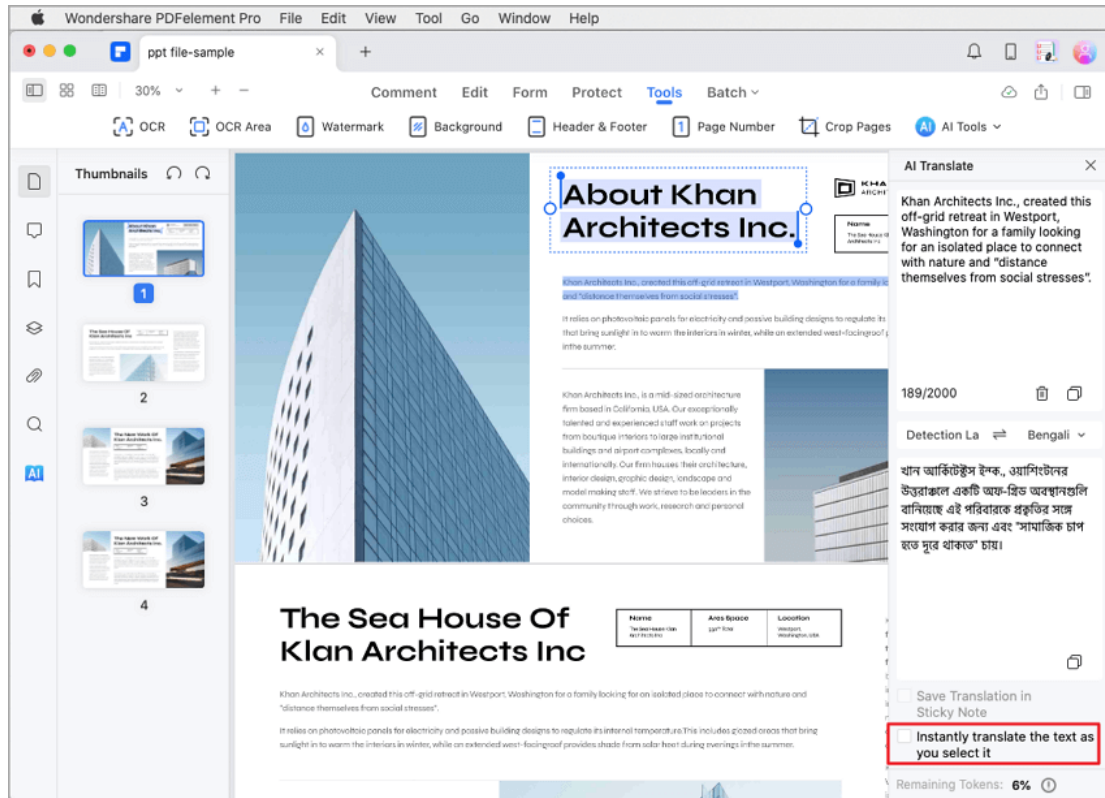 Wondershare PDFelement Pro File Edit View Tool Go Window Help
ppt file-sample
30%
Comment Edit Form Protect Tools Batch
OCR OCR Area Watermark Background Header & Footer Page Number Crop Pages AI Tools
Thumbnails
1
2
3
4
AI
About Khan
Architects Inc.
Name
Khan Architects Inc., created this off-grid retreat in Westport, Washington for a family
and "distance themselves from social stresses".
It relies on photovoltaic panels for electricity and passive building designs to regulate its
that bring sunlight in to warm the interiors in winter, while an extended west-facingroof
inthe summer.
Khan Architects Inc., is a mid-sized architecture
firm based in California, USA. Our exceptionally
talented and experienced staff work on projects
from boutique interiors to large institutional
buildings and airport complexes, locally and
internationally. Our firm houses their architecture,
interior design, graphic design, landscape and
model making staff. We strieve to be leaders in the
community through work, research and personal
choices.
The Sea House Of
Klan Architects Inc
Name Ares Space Location
Westport,
Washington, USA
Khan Architects Inc., created this off-grid retreat in Westport, Washington for a family looking for an isolated place to connect with nature and
"distance themselves from social stresses".
It relies on photovoltaic panels for electricity and passive building designs to regulate its internal temperature.This includes glazed areas that bring
sunlight in to warm the interiors in winter, while an extended west-facingroof provides shade from solar heat during evenings inthe summer.
AI Translate
Khan Architects Inc., created this
off-grid retreat in Westport,
Washington for a family looking
for an isolated place to connect
with nature and "distance
themselves from social stresses".
189/2000
Detection La Bengali
খান আর্কিটেক্টস ইন্ক., ওয়াশিংটনের
উত্তরাঞ্চলে একটি অফ-গ্রিড অবস্থানগুলি
বানিয়েছে এই পরিবারকে প্রকৃতির সঙ্গে
সংযোগ করার জন্য এবং "সামাজিক চাপ
হতে দূরে থাকতে" চায়।
Save Translation in
Sticky Note
Instantly translate the text as
you select it
Remaining Tokens: 6%